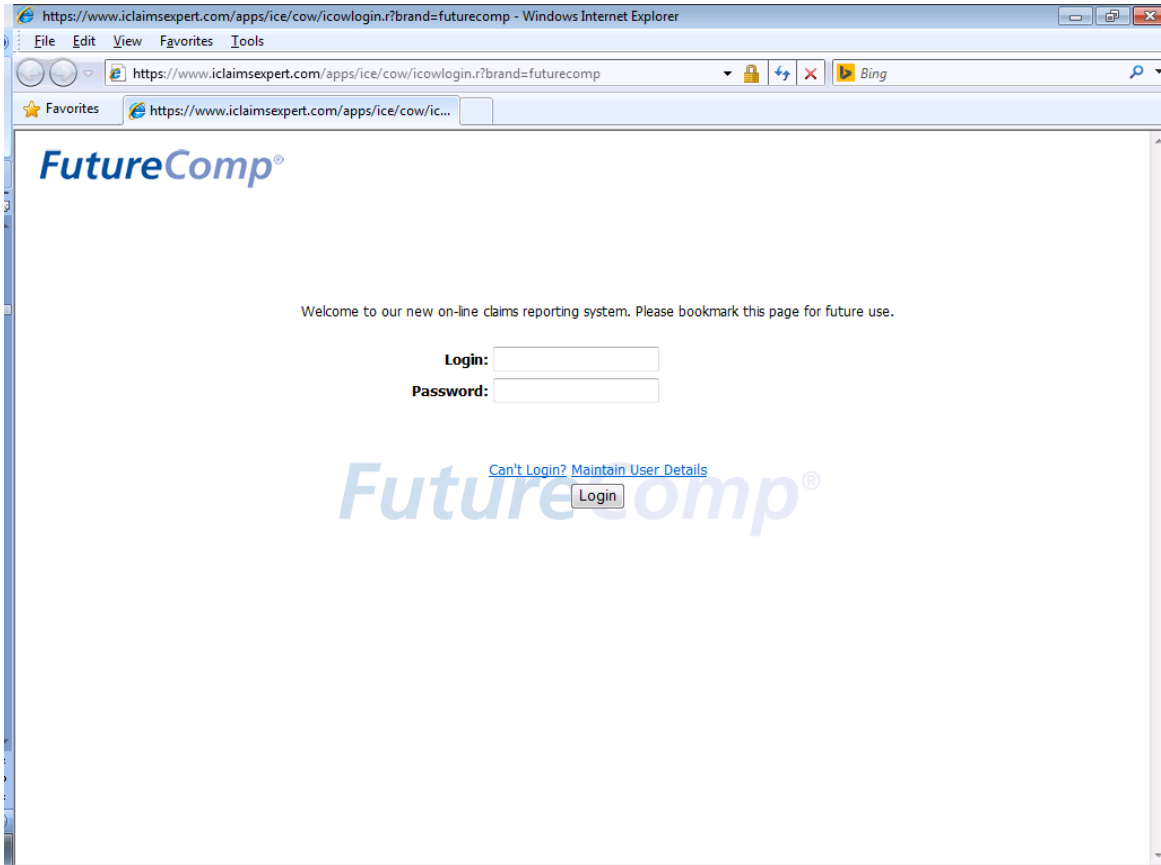 https://www.iclaimsexpert.com/apps/ice/cow/icowlogin.r?brand=futurecomp - Windows Internet Explorer
File Edit View Favorites Tools
https://www.iclaimsexpert.com/apps/ice/cow/icowlogin.r?brand=futurecomp Bing
Favorites https://www.iclaimsexpert.com/apps/ice/cow/ic...
FutureComp®
Welcome to our new on-line claims reporting system. Please bookmark this page for future use.
Login:
Password:
Can't Login? Maintain User Details
FutureComp®
Login